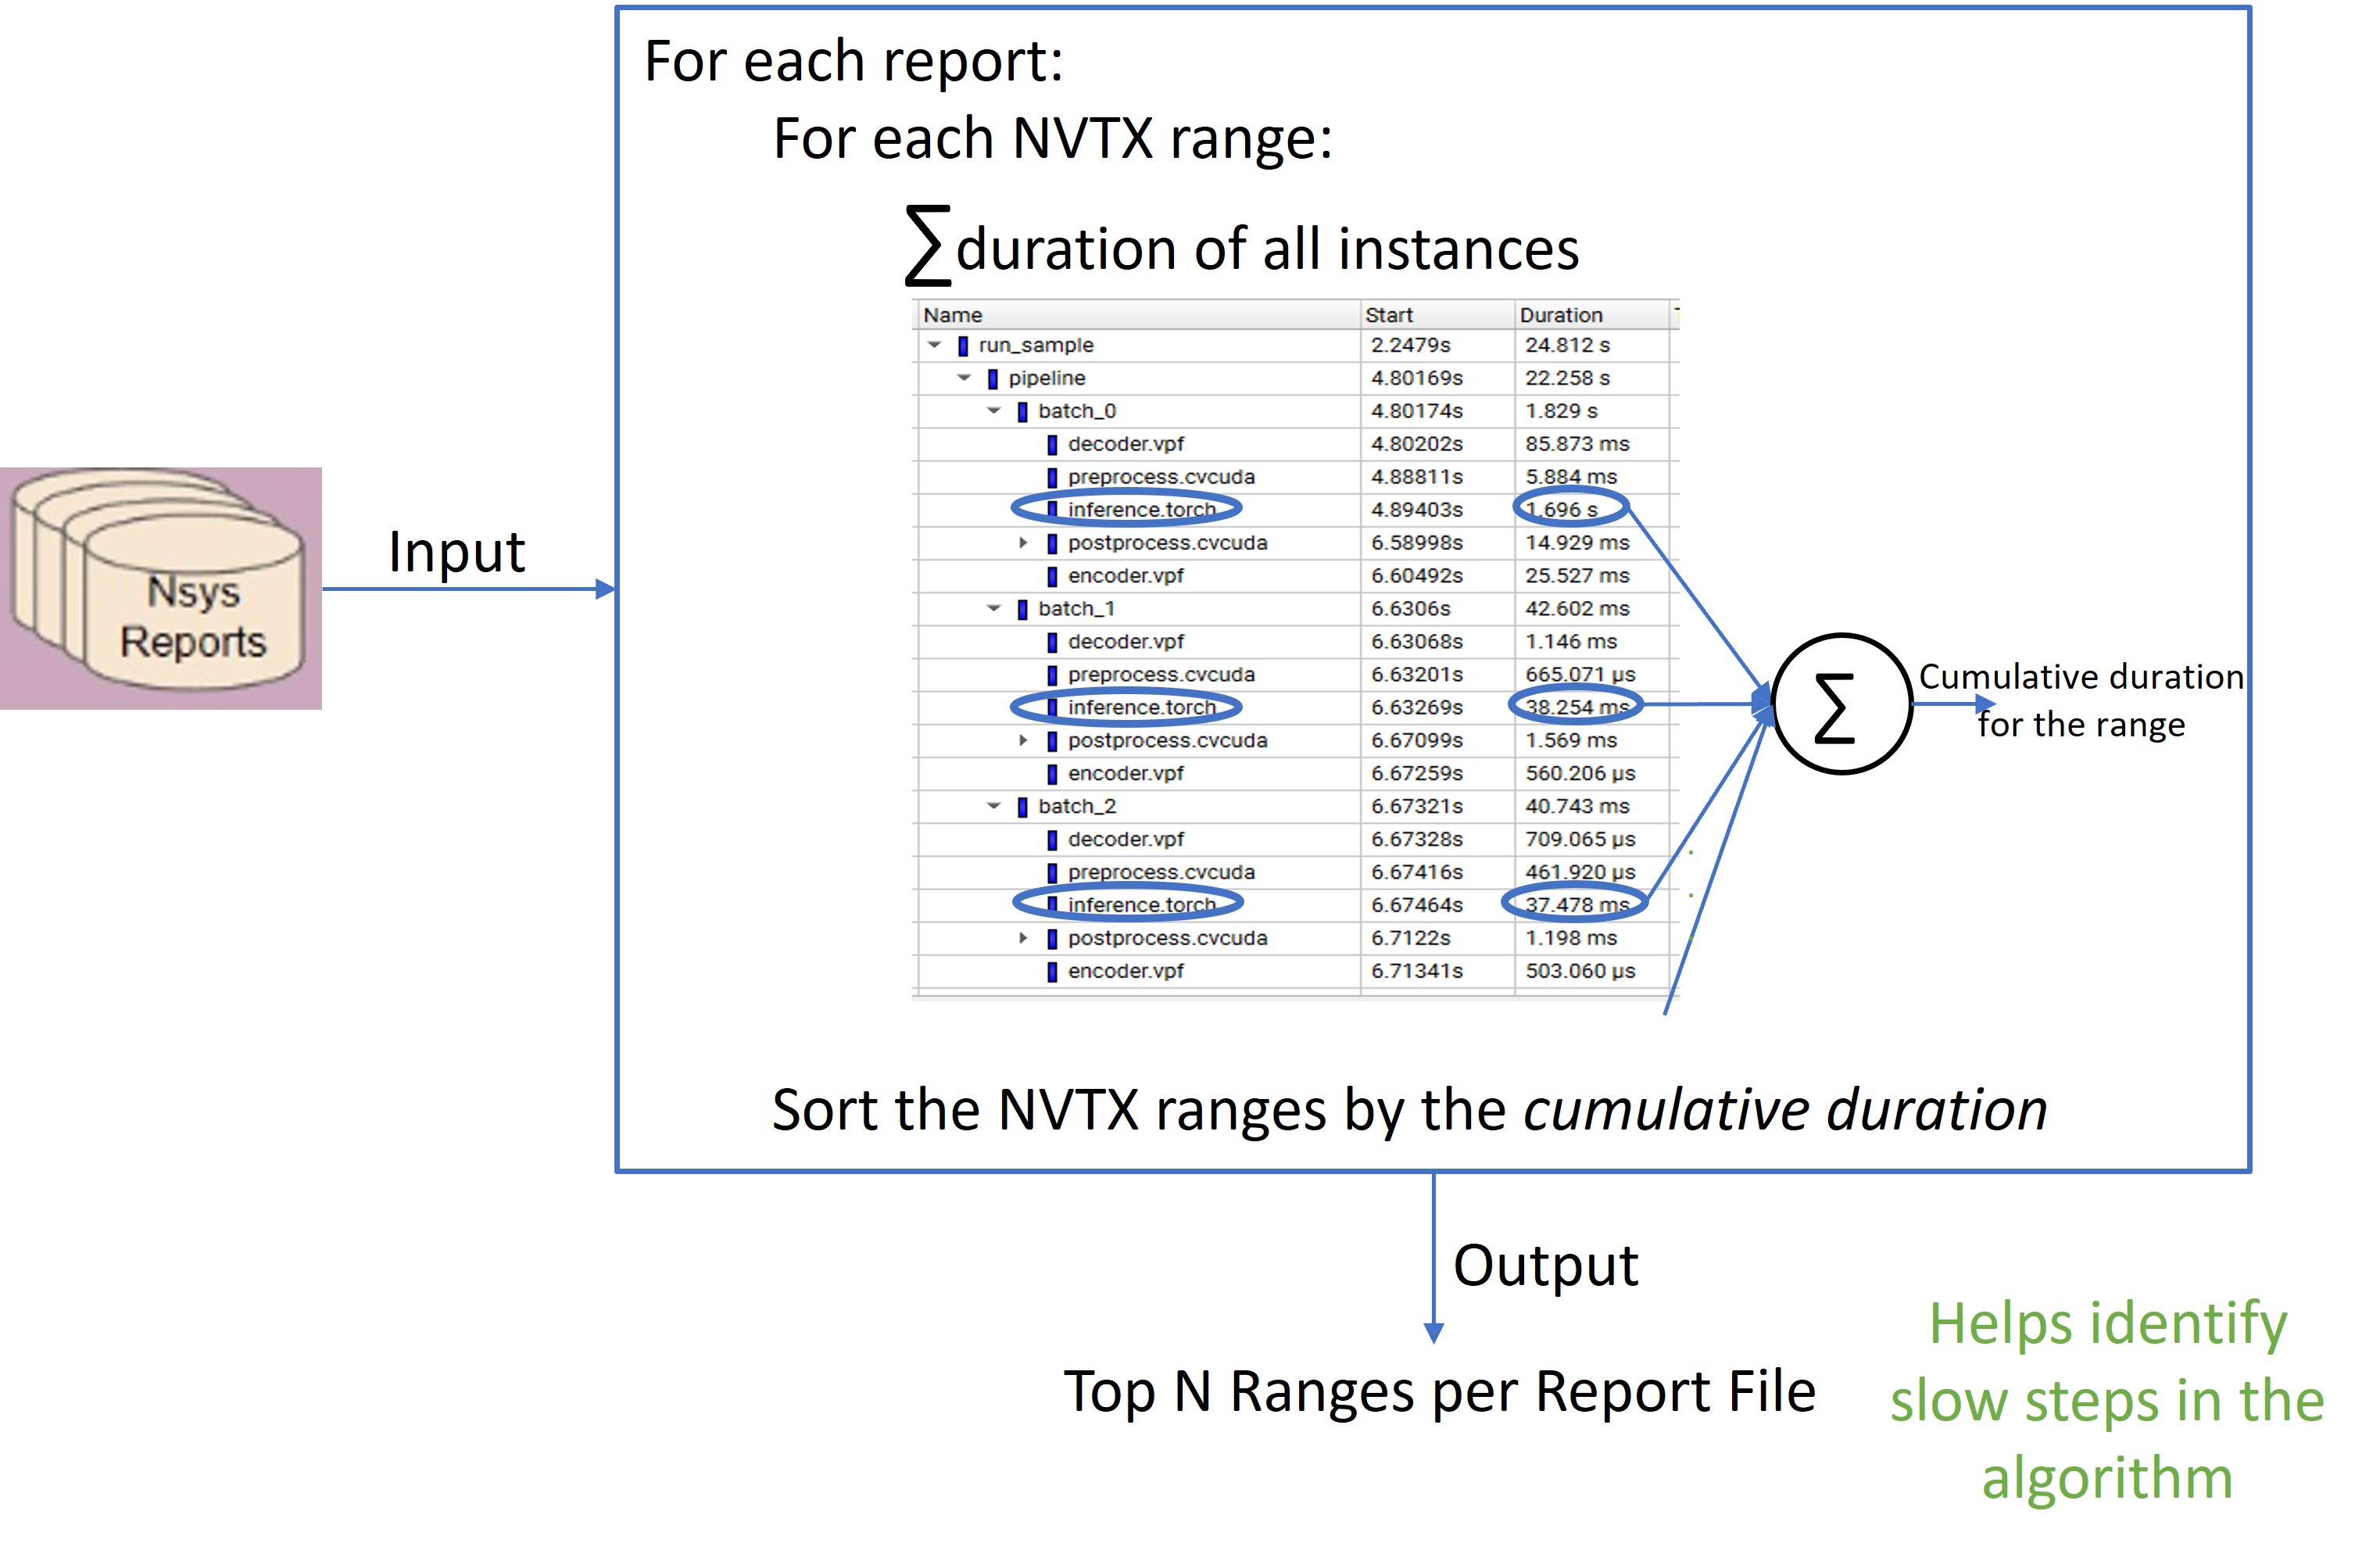 For each report:
For each NVTX range:
∑duration of all instances
Name Start Duration
run_sample 2.2479s 24.812 s
pipeline 4.80169s 22.258 s
batch_0 4.80174s 1.829 s
decoder.vpf 4.80202s 85.873 ms
preprocess.cvcuda 4.88811s 5.884 ms
inference.torch 4.89403s 1.696 s
postprocess.cvcuda 6.58998s 14.929 ms
encoder.vpf 6.60492s 25.527 ms
batch_1 6.6306s 42.602 ms
decoder.vpf 6.63068s 1.146 ms
preprocess.cvcuda 6.63201s 665.071 µs
inference.torch 6.63269s 38.254 ms
postprocess.cvcuda 6.67099s 1.569 ms
encoder.vpf 6.67259s 560.206 µs
batch_2 6.67321s 40.743 ms
decoder.vpf 6.67328s 709.065 µs
preprocess.cvcuda 6.67416s 461.920 µs
inference.torch 6.67464s 37.478 ms
postprocess.cvcuda 6.7122s 1.198 ms
encoder.vpf 6.71341s 503.060 µs
Nsys
Reports
Input
∑
Cumulative duration
for the range
Sort the NVTX ranges by the cumulative duration
Output
Top N Ranges per Report File
Helps identify
slow steps in the
algorithm